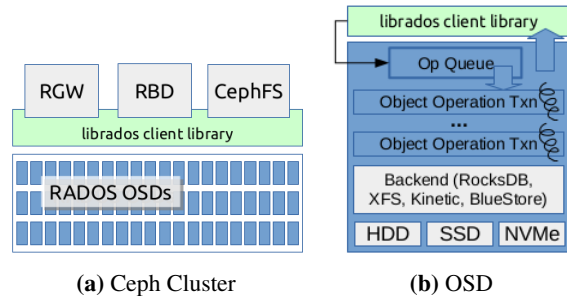 RGW RBD CephFS
librados client library
RADOS OSDs
(a) Ceph Cluster
librados client library
Op Queue
Object Operation Txn
...
Object Operation Txn
Backend (RocksDB,
XFS, Kinetic, BlueStore)
HDD SSD NVMe
(b) OSD